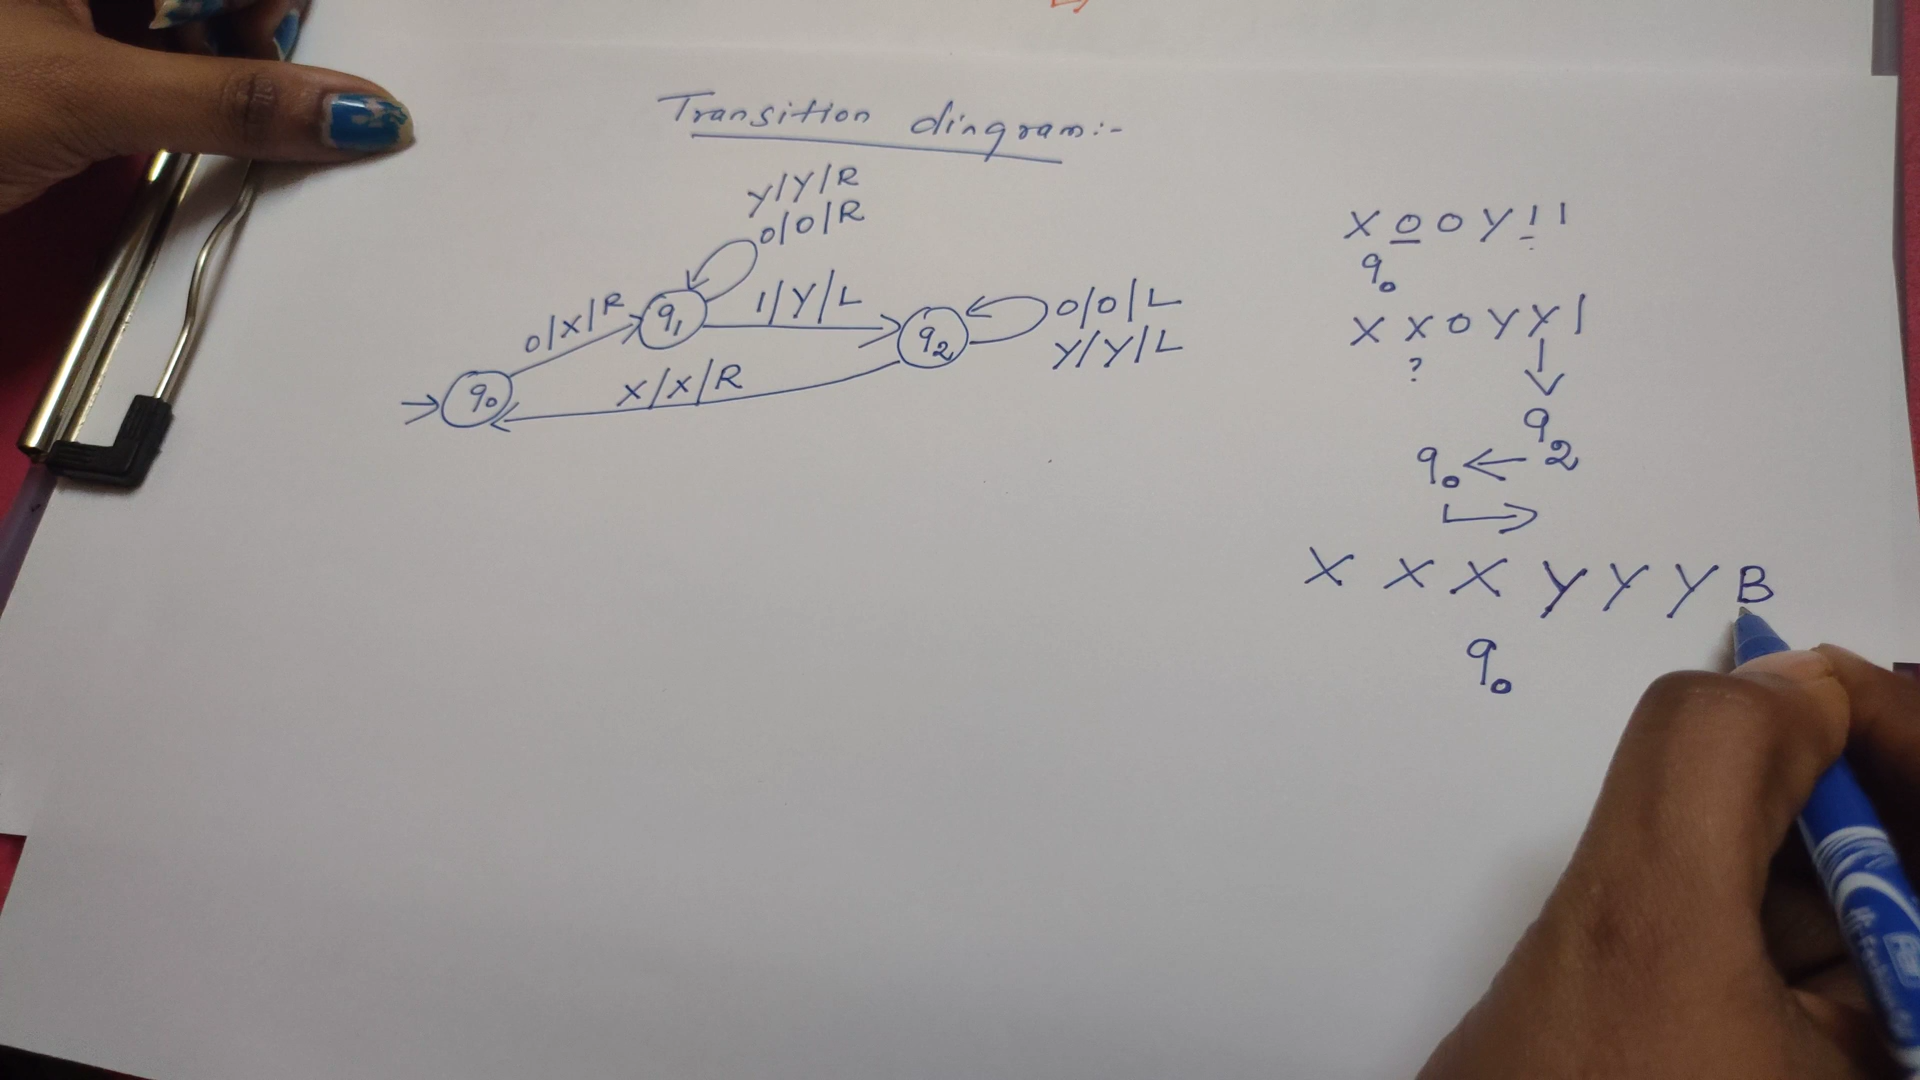 Transition diagram:-
Y/Y/R
0/0/R
0/X/R
q1
1/Y/L
q2
0/0/L
Y/Y/L
q0
X/X/R
X 0 0 Y 1 1
q0
X X 0 Y Y 1
?
q2
q0
X X X Y Y Y B
q0